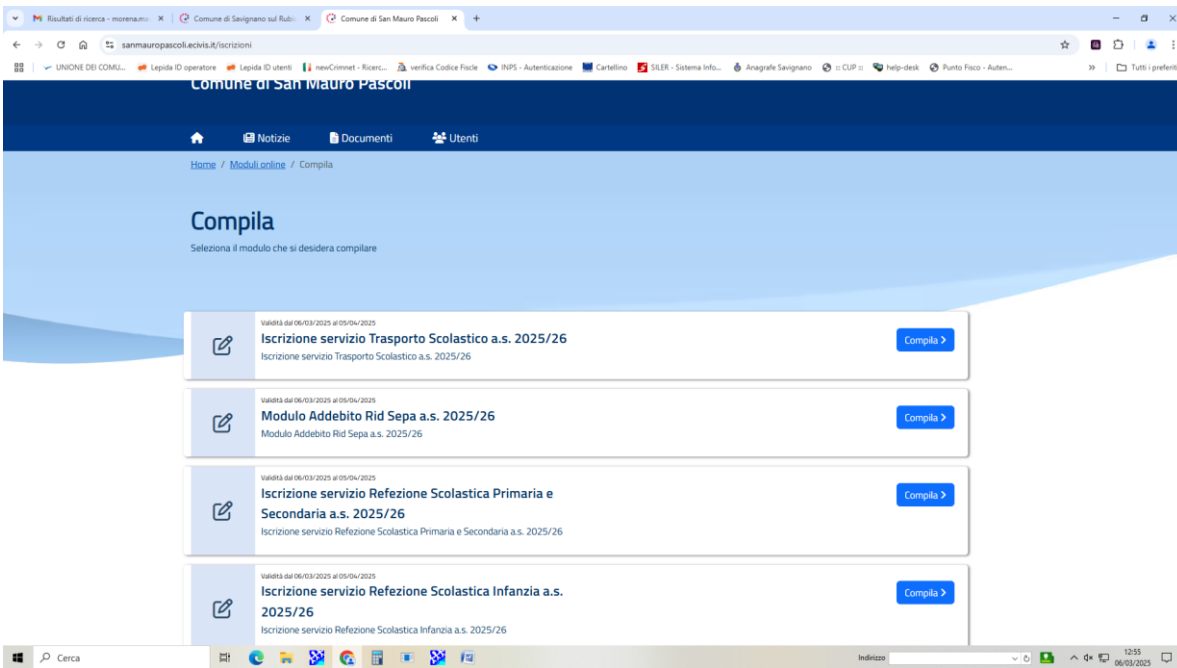 Risultati di ricerca - morena.mo
Comune di Savignano sul Rubi
Comune di San Mauro Pascoli
sanmauropascoli.ecivis.it/iscrizioni
UNIONE DEI COMU...
Lepida ID operatore
Lepida ID utenti
newCrimnet - Ricerc...
verifica Codice Fiscle
INPS - Autenticazione
Cartellino
SILER - Sistema Info...
Anagrafe Savignano
:: CUP ::
help-desk
Punto Fisco - Auten...
»
Tutti i preferiti
Comune di San Mauro Pascoli
Notizie
Documenti
Utenti
Home / Moduli online / Compila
Compila
Seleziona il modulo che si desidera compilare
Validità dal 06/03/2025 al 05/04/2025
Iscrizione servizio Trasporto Scolastico a.s. 2025/26
Iscrizione servizio Trasporto Scolastico a.s. 2025/26
Compila >
Validità dal 06/03/2025 al 05/04/2025
Modulo Addebito Rid Sepa a.s. 2025/26
Modulo Addebito Rid Sepa a.s. 2025/26
Compila >
Validità dal 06/03/2025 al 05/04/2025
Iscrizione servizio Refezione Scolastica Primaria e
Secondaria a.s. 2025/26
Iscrizione servizio Refezione Scolastica Primaria e Secondaria a.s. 2025/26
Compila >
Validità dal 06/03/2025 al 05/04/2025
Iscrizione servizio Refezione Scolastica Infanzia a.s.
2025/26
Iscrizione servizio Refezione Scolastica Infanzia a.s. 2025/26
Compila >
Cerca
Indirizzo
12:55
06/03/2025